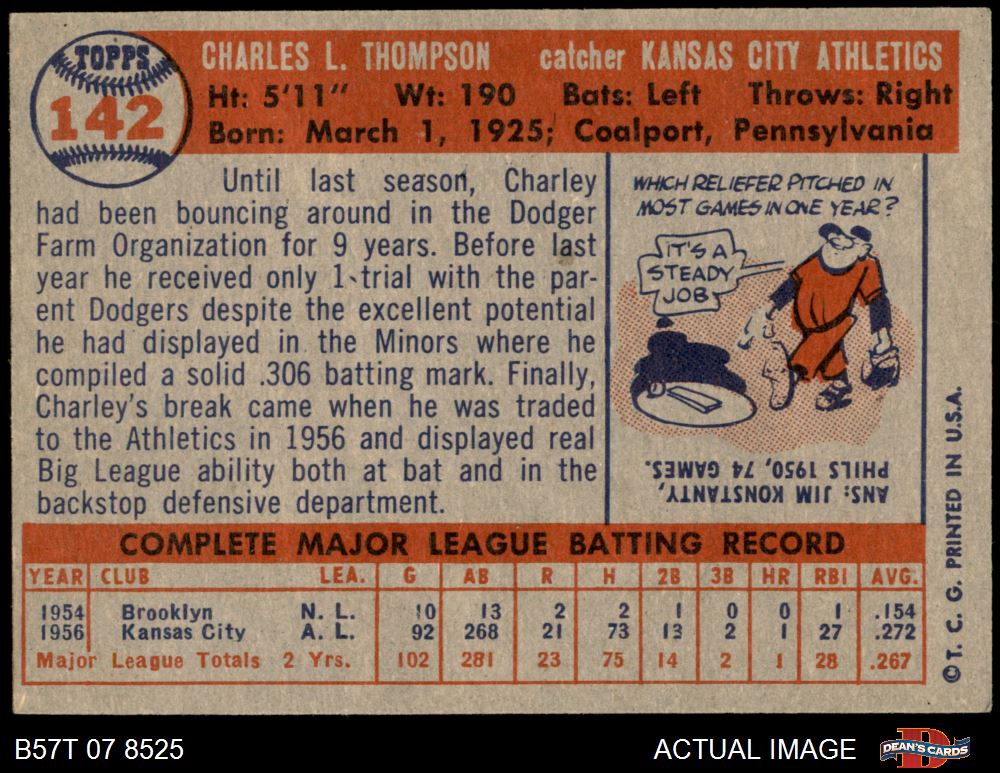 TOPPS
142
CHARLES L. THOMPSON catcher KANSAS CITY ATHLETICS
Ht: 5'11" Wt: 190 Bats: Left Throws: Right
Born: March 1, 1925; Coalport, Pennsylvania
Until last season, Charley
had been bouncing around in the Dodger
Farm Organization for 9 years. Before last
year he received only 1 trial with the par-
ent Dodgers despite the excellent potential
he had displayed in the Minors where he
compiled a solid .306 batting mark. Finally,
Charley's break came when he was traded
to the Athletics in 1956 and displayed real
Big League ability both at bat and in the
backstop defensive department.
WHICH RELIEFER PITCHED IN
MOST GAMES IN ONE YEAR?
IT'S A
STEADY
JOB
ANS: JIM KONSTANTY,
PHILS 1950, 74 GAMES.
COMPLETE MAJOR LEAGUE BATTING RECORD
YEAR CLUB LEA. G AB R H 2B 3B HR RBI AVG.
1954 Brooklyn N. L. 10 13 2 2 1 0 0 1 .154
1956 Kansas City A. L. 92 268 21 73 13 2 1 27 .272
Major League Totals 2 Yrs. 102 281 23 75 14 2 1 28 .267
© T. C. G. PRINTED IN U.S.A.
B57T 07 8525 ACTUAL IMAGE DEAN'S CARDS